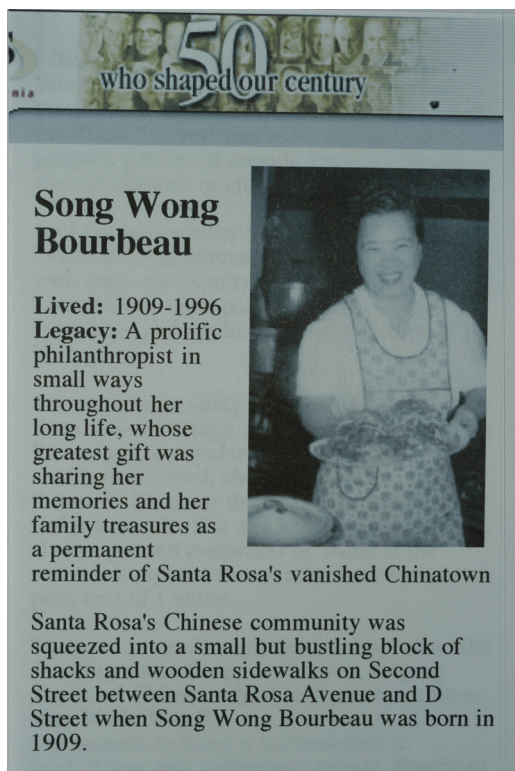 50
who shaped our century
nia
Song Wong
Bourbeau
Lived: 1909-1996
Legacy: A prolific
philanthropist in
small ways
throughout her
long life, whose
greatest gift was
sharing her
memories and her
family treasures as
a permanent
reminder of Santa Rosa's vanished Chinatown
Santa Rosa's Chinese community was
squeezed into a small but bustling block of
shacks and wooden sidewalks on Second
Street between Santa Rosa Avenue and D
Street when Song Wong Bourbeau was born in
1909.